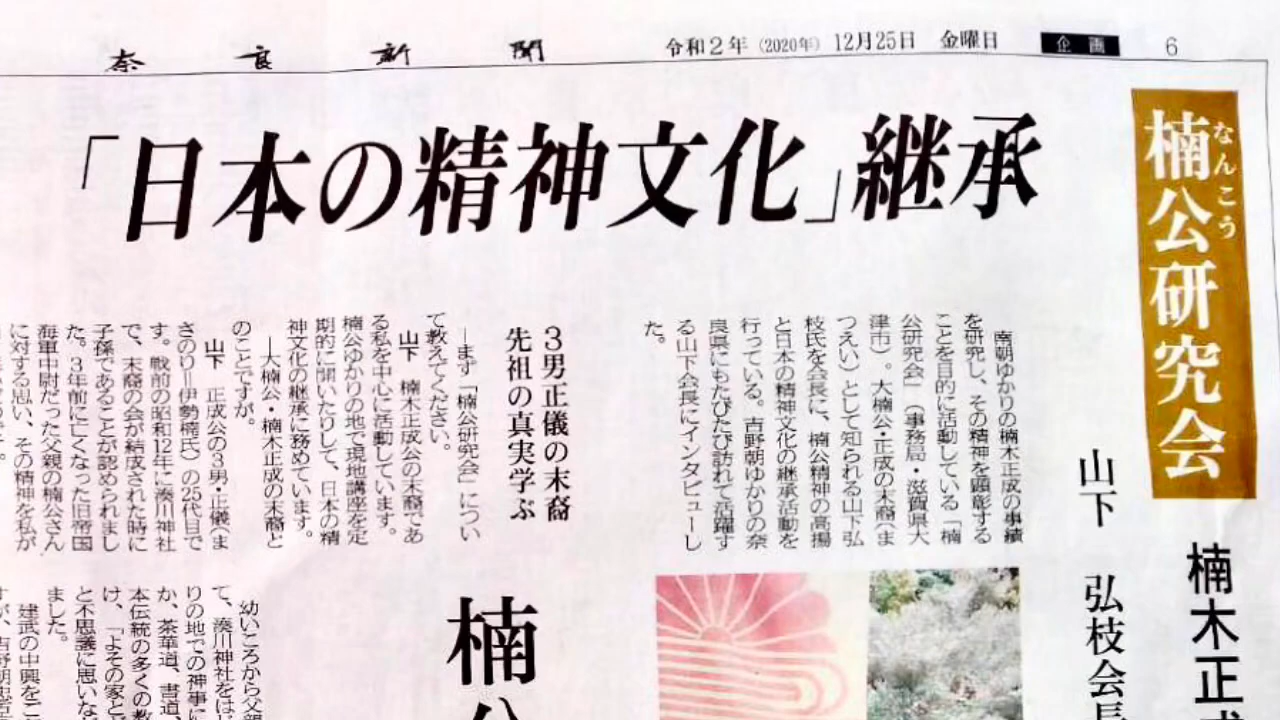 奈良新聞
令和2年(2020年)12月25日 金曜日 企画 6
「日本の精神文化」継承
楠公研究会
なんこう
楠木正
山下 弘枝会長
南朝ゆかりの楠木正成の事績
を研究し、その精神を顕彰する
ことを目的に活動している「楠
公研究会」(事務局・滋賀県大
津市)。大楠公・正成の末裔(ま
つえい)として知られる山下弘
枝氏を会長に、楠公精神の高揚
と日本の精神文化の継承活動を
行っている。吉野朝ゆかりの奈
良県にもたびたび訪れて活躍す
る山下会長にインタビューし
た。
3男正儀の末裔
先祖の真実学ぶ
―まず「楠公研究会」につい
て教えてください。
山下 楠木正成公の末裔であ
る私を中心に活動しています。
楠公ゆかりの地で現地講座を定
期的に開いたりして、日本の精
神文化の継承に務めています。
―大楠公・楠木正成の末裔と
のことですが。
山下 正成公の3男・正儀(ま
さのり=伊勢楠氏)の25代目で
す。戦前の昭和12年に湊川神社
で、末裔の会が結成された時に
子孫であることが認められまし
た。3年前に亡くなった旧帝国
海軍中尉だった父親の楠公さん
に対する思い、その精神を私が
楠
幼いころから父親
て、湊川神社をはじ
りの地での神事に
か、茶華道、書道、
本伝統の多くの教
け、「よその家と
と不思議に思いな
ました。
建武の中興をこ